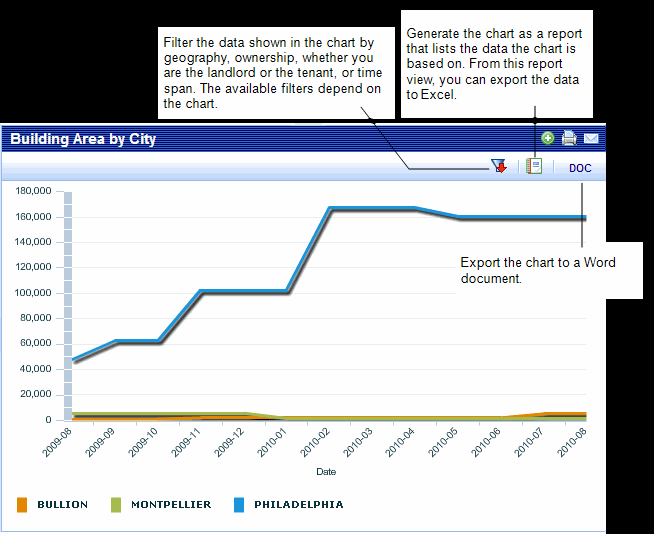 Filter the data shown in the chart by
geography, ownership, whether you
are the landlord or the tenant, or time
span. The available filters depend on
the chart.
Generate the chart as a report
that lists the data the chart is
based on. From this report
view, you can export the data
to Excel.
Building Area by City
DOC
Export the chart to a Word
document.
180,000
160,000
140,000
120,000
100,000
80,000
60,000
40,000
20,000
0
2009-08
2009-09
2009-10
2009-11
2009-12
2010-01
2010-02
2010-03
2010-04
2010-05
2010-06
2010-07
2010-08
Date
BULLION
MONTPELLIER
PHILADELPHIA